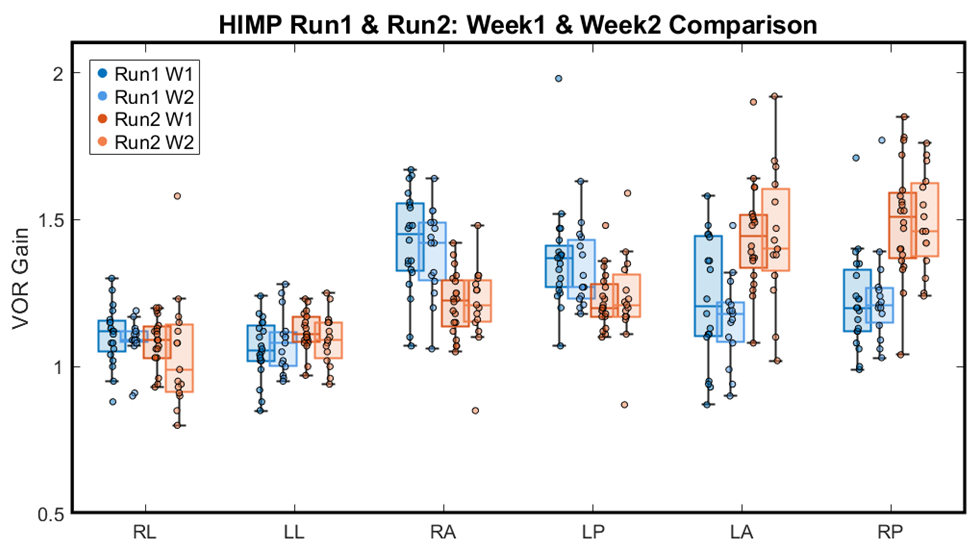 HIMP Run1 & Run2: Week1 & Week2 Comparison
Run1 W1
Run1 W2
Run2 W1
Run2 W2
VOR Gain
2
1.5
1
0.5
RL LL RA LP LA RP